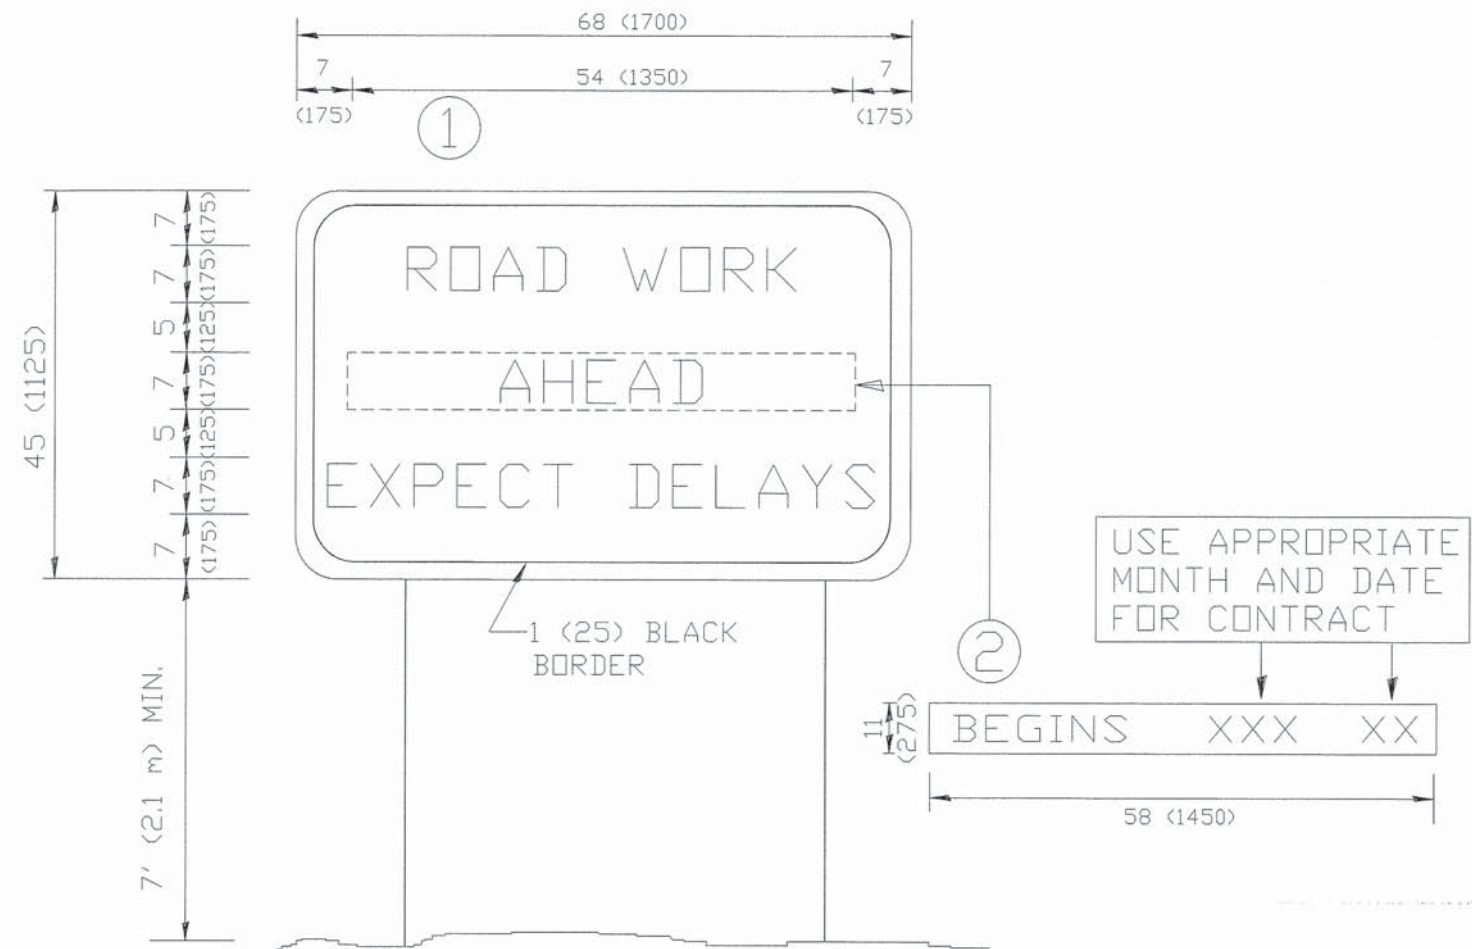 68 (1700)
7
54 (1350)
7
(175)
(175)
1
45 (1125)
7 (175)
7 (175)
5 (125)
7 (175)
5 (125)
7 (175)
7 (175)
ROAD WORK
AHEAD
EXPECT DELAYS
1 (25) BLACK
BORDER
7' (2.1 m) MIN.
2
USE APPROPRIATE
MONTH AND DATE
FOR CONTRACT
11
(275)
BEGINS XXX XX
58 (1450)